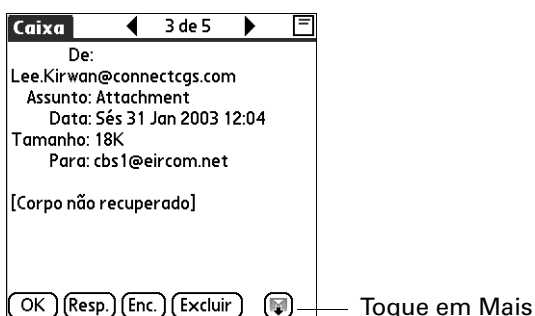 Caixa 3 de 5
De:
Lee.Kirwan@connectcgs.com
Assunto: Attachment
Data: Sés 31 Jan 2003 12:04
Tamanho: 18K
Para: cbs1@eircom.net
[Corpo não recuperado]
OK Resp. Enc. Excluir Toque em Mais